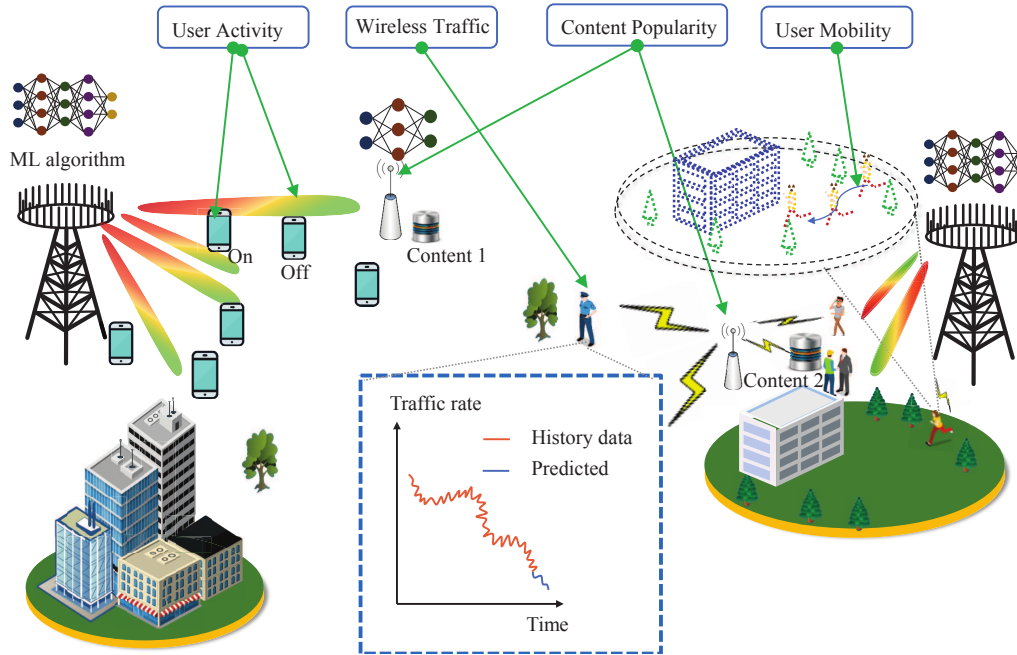 User Activity
Wireless Traffic
Content Popularity
User Mobility
ML algorithm
On
Off
Content 1
Content 2
Traffic rate
History data
Predicted
Time